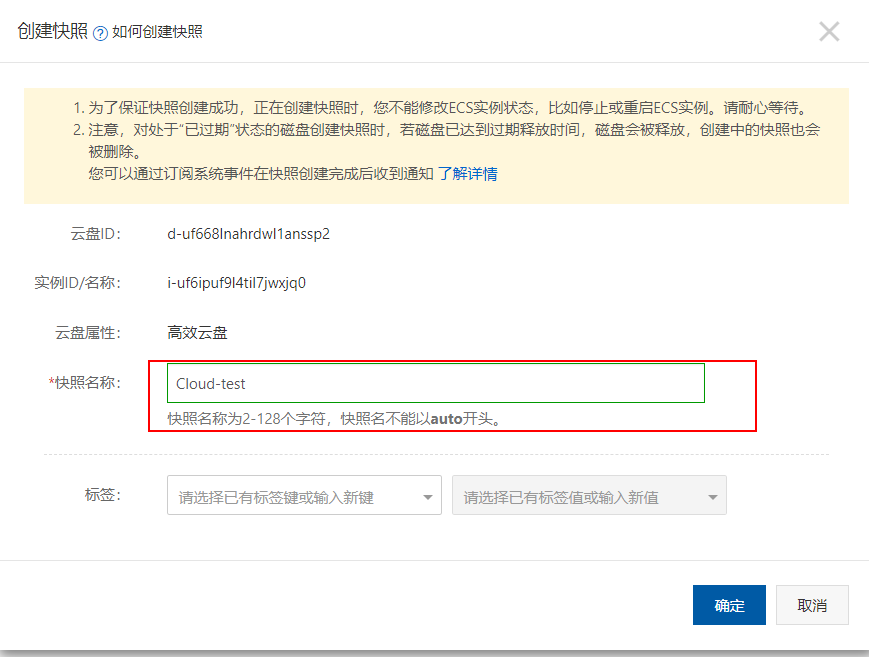 创建快照 ? 如何创建快照
1. 为了保证快照创建成功，正在创建快照时，您不能修改ECS实例状态，比如停止或重启ECS实例。请耐心等待。
2. 注意，对处于“已过期”状态的磁盘创建快照时，若磁盘已达到过期释放时间，磁盘会被释放，创建中的快照也会
被删除。
您可以通过订阅系统事件在快照创建完成后收到通知 了解详情
云盘ID： d-uf668lnahrdwl1anssp2
实例ID/名称： i-uf6ipuf9l4til7jwxjq0
云盘属性： 高效云盘
*快照名称： Cloud-test
快照名称为2-128个字符，快照名不能以auto开头。
标签： 请选择已有标签键或输入新键 请选择已有标签值或输入新值
确定 取消